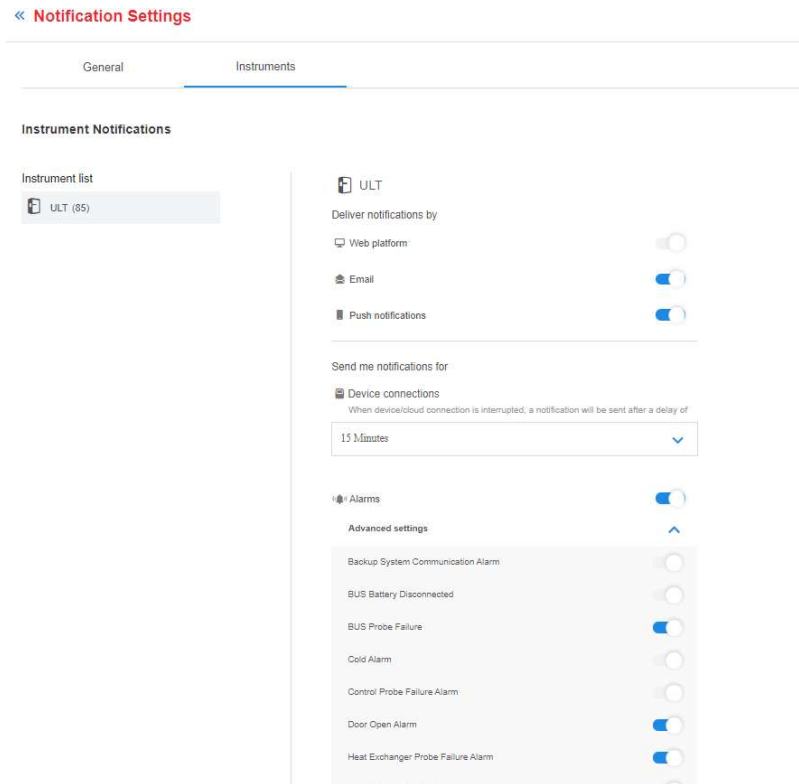 « Notification Settings
General
Instruments
Instrument Notifications
Instrument list
ULT (85)
ULT
Deliver notifications by
Web platform
Email
Push notifications
Send me notifications for
Device connections
When device/cloud connection is interrupted, a notification will be sent after a delay of
15 Minutes
Alarms
Advanced settings
Backup System Communication Alarm
BUS Battery Disconnected
BUS Probe Failure
Cold Alarm
Control Probe Failure Alarm
Door Open Alarm
Heat Exchanger Probe Failure Alarm